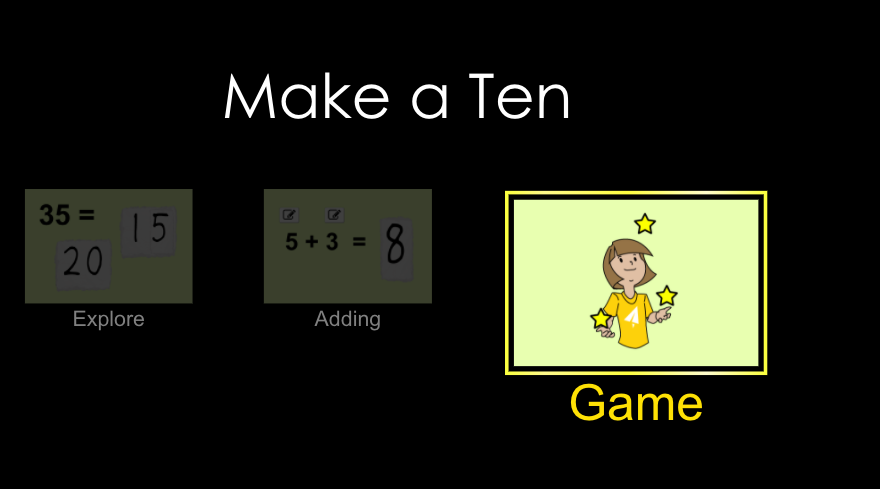 Make a Ten
35 =
15
20
Explore
5 + 3 = 8
Adding
Game